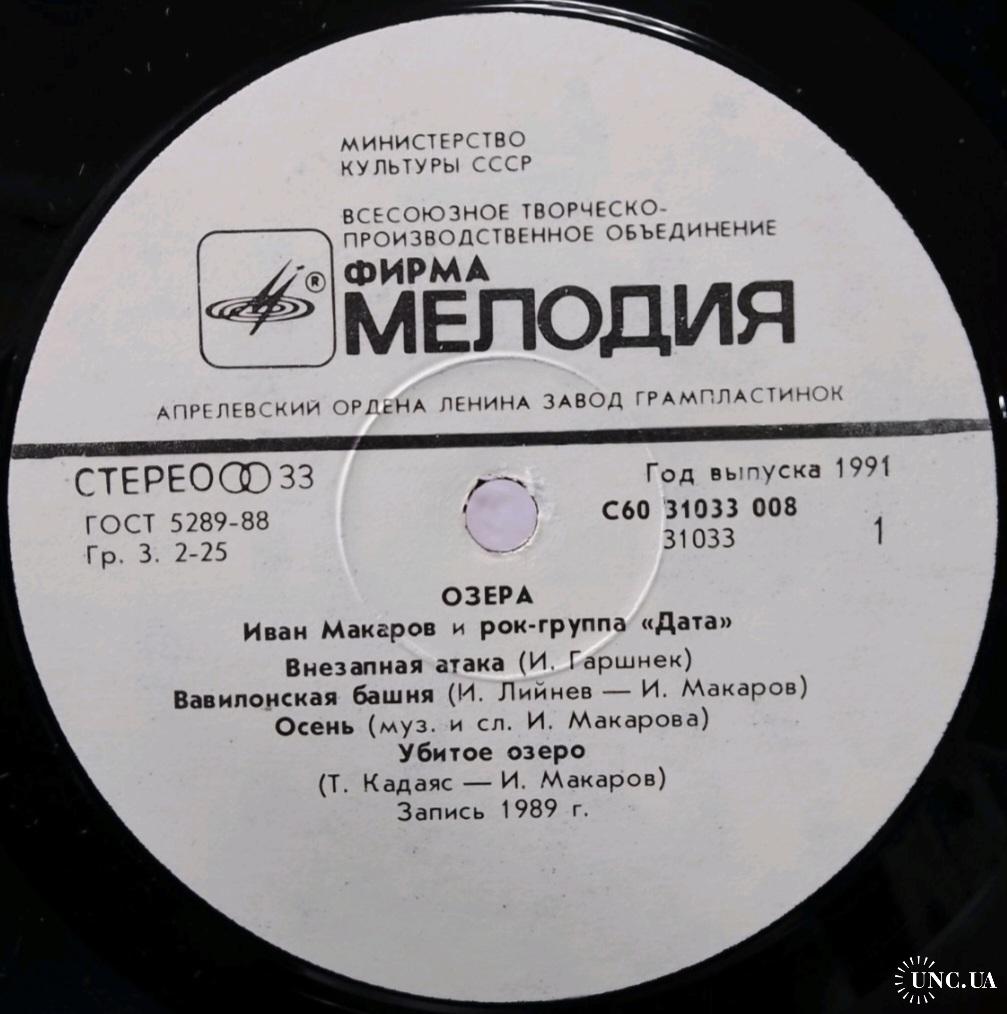 МИНИСТЕРСТВО
КУЛЬТУРЫ СССР
ВСЕСОЮЗНОЕ ТВОРЧЕСКО-
ПРОИЗВОДСТВЕННОЕ ОБЪЕДИНЕНИЕ
ФИРМА
®
МЕЛОДИЯ
АПРЕЛЕВСКИЙ ОРДЕНА ЛЕНИНА ЗАВОД ГРАМПЛАСТИНОК
СТЕРЕО 33
Год выпуска 1991
ГОСТ 5289-88
С60 31033 008
Гр. 3. 2-25
31033
1
ОЗЕРА
Иван Макаров и рок-группа «Дата»
Внезапная атака (И. Гаршнек)
Вавилонская башня (И. Лийнев — И. Макаров)
Осень (муз. и сл. И. Макарова)
Убитое озеро
(Т. Кадаяс — И. Макаров)
Запись 1989 г.
UNC.UA